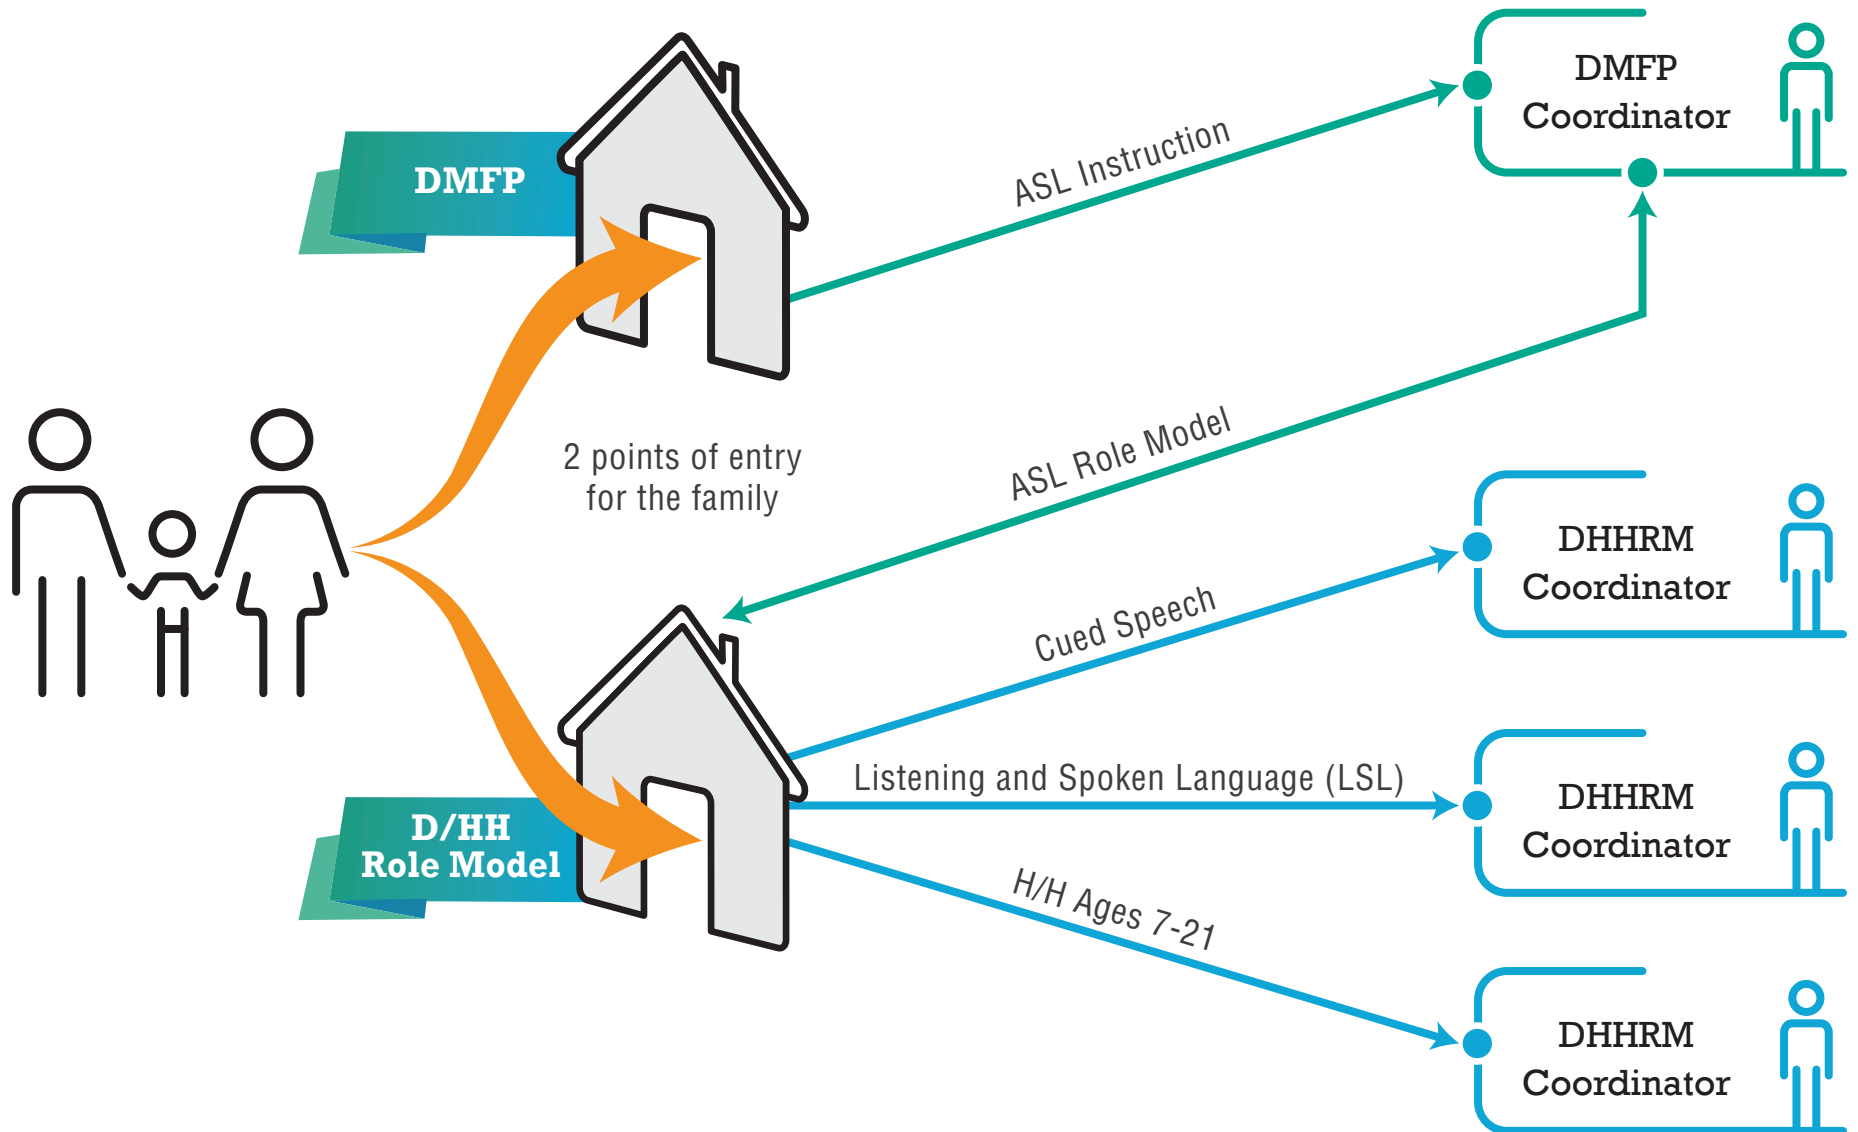 DMFP
Coordinator
DMFP
ASL Instruction
2 points of entry
for the family
ASL Role Model
DHHRM
Coordinator
Cued Speech
Listening and Spoken Language (LSL)
DHHRM
Coordinator
D/HH
Role Model
H/H Ages 7-21
DHHRM
Coordinator